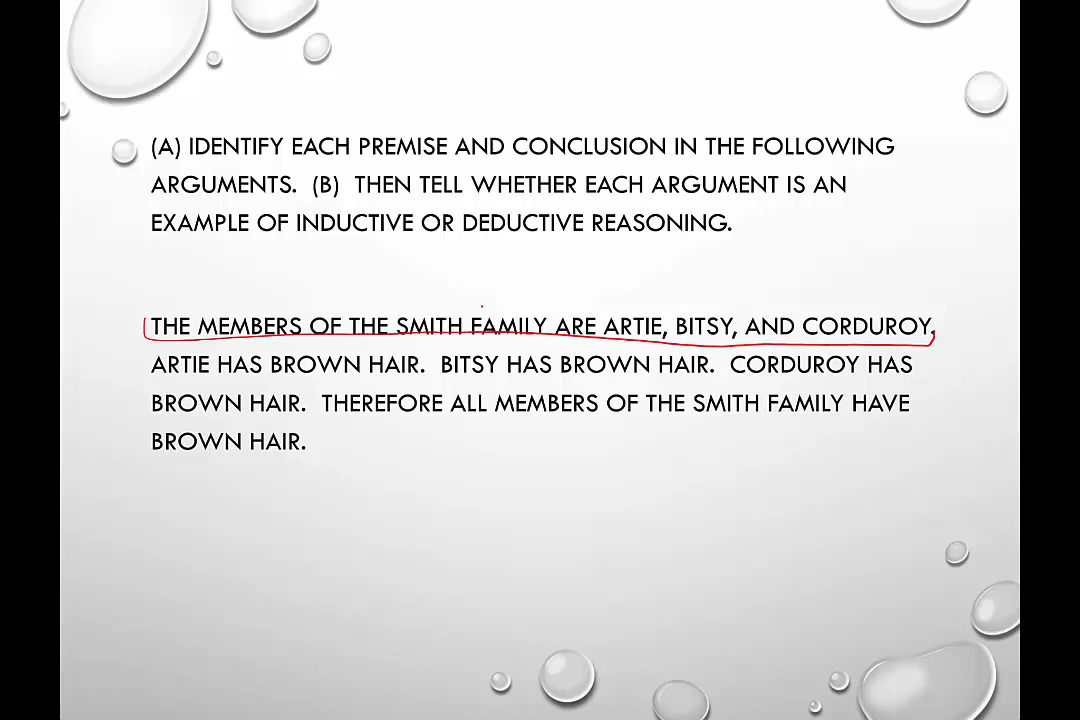 (A) IDENTIFY EACH PREMISE AND CONCLUSION IN THE FOLLOWING
ARGUMENTS. (B) THEN TELL WHETHER EACH ARGUMENT IS AN
EXAMPLE OF INDUCTIVE OR DEDUCTIVE REASONING.
THE MEMBERS OF THE SMITH FAMILY ARE ARTIE, BITSY, AND CORDUROY.
ARTIE HAS BROWN HAIR. BITSY HAS BROWN HAIR. CORDUROY HAS
BROWN HAIR. THEREFORE ALL MEMBERS OF THE SMITH FAMILY HAVE
BROWN HAIR.